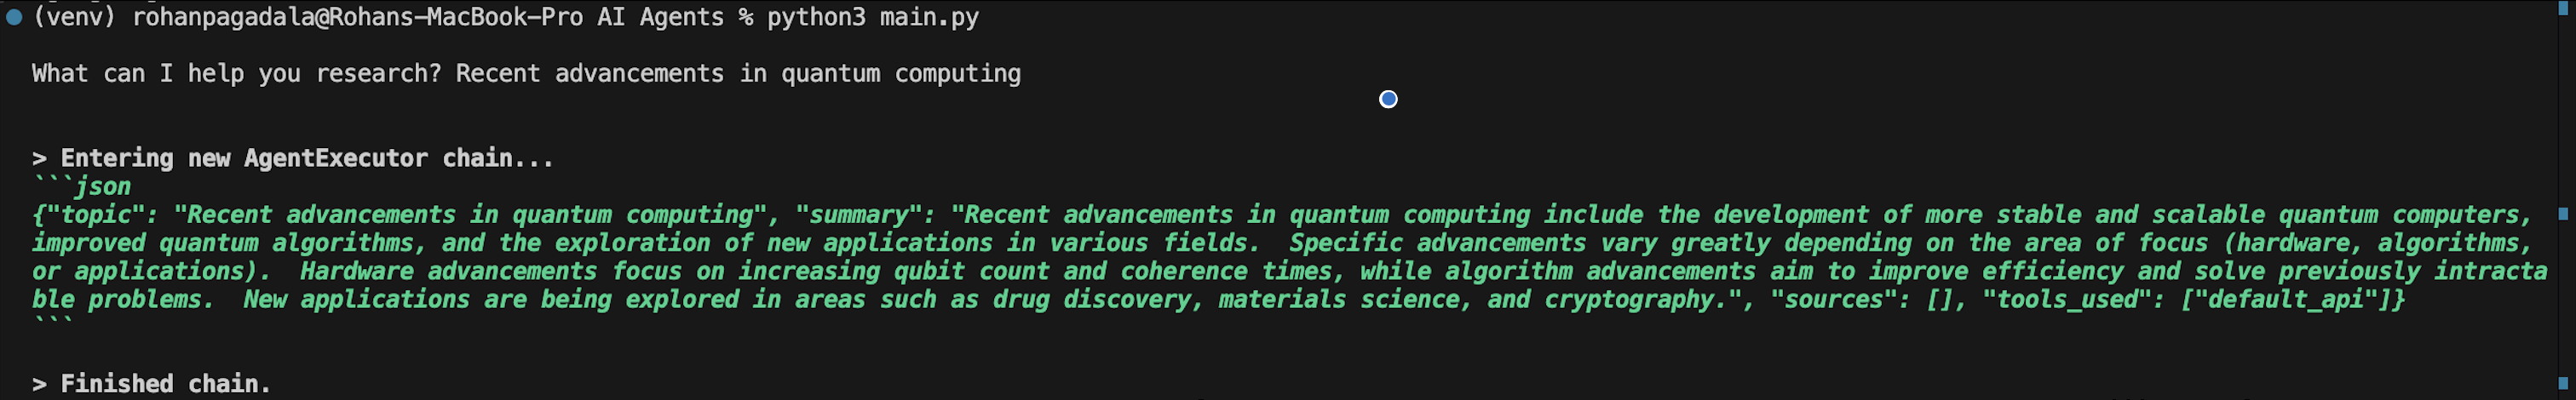 (venv) rohanpagadala@Rohans-MacBook-Pro AI Agents % python3 main.py
What can I help you research? Recent advancements in quantum computing
> Entering new AgentExecutor chain...
```json
{"topic": "Recent advancements in quantum computing", "summary": "Recent advancements in quantum computing include the development of more stable and scalable quantum computers,
improved quantum algorithms, and the exploration of new applications in various fields.  Specific advancements vary greatly depending on the area of focus (hardware, algorithms,
or applications).  Hardware advancements focus on increasing qubit count and coherence times, while algorithm advancements aim to improve efficiency and solve previously intracta
ble problems.  New applications are being explored in areas such as drug discovery, materials science, and cryptography.", "sources": [], "tools_used": ["default_api"]}
```
> Finished chain.